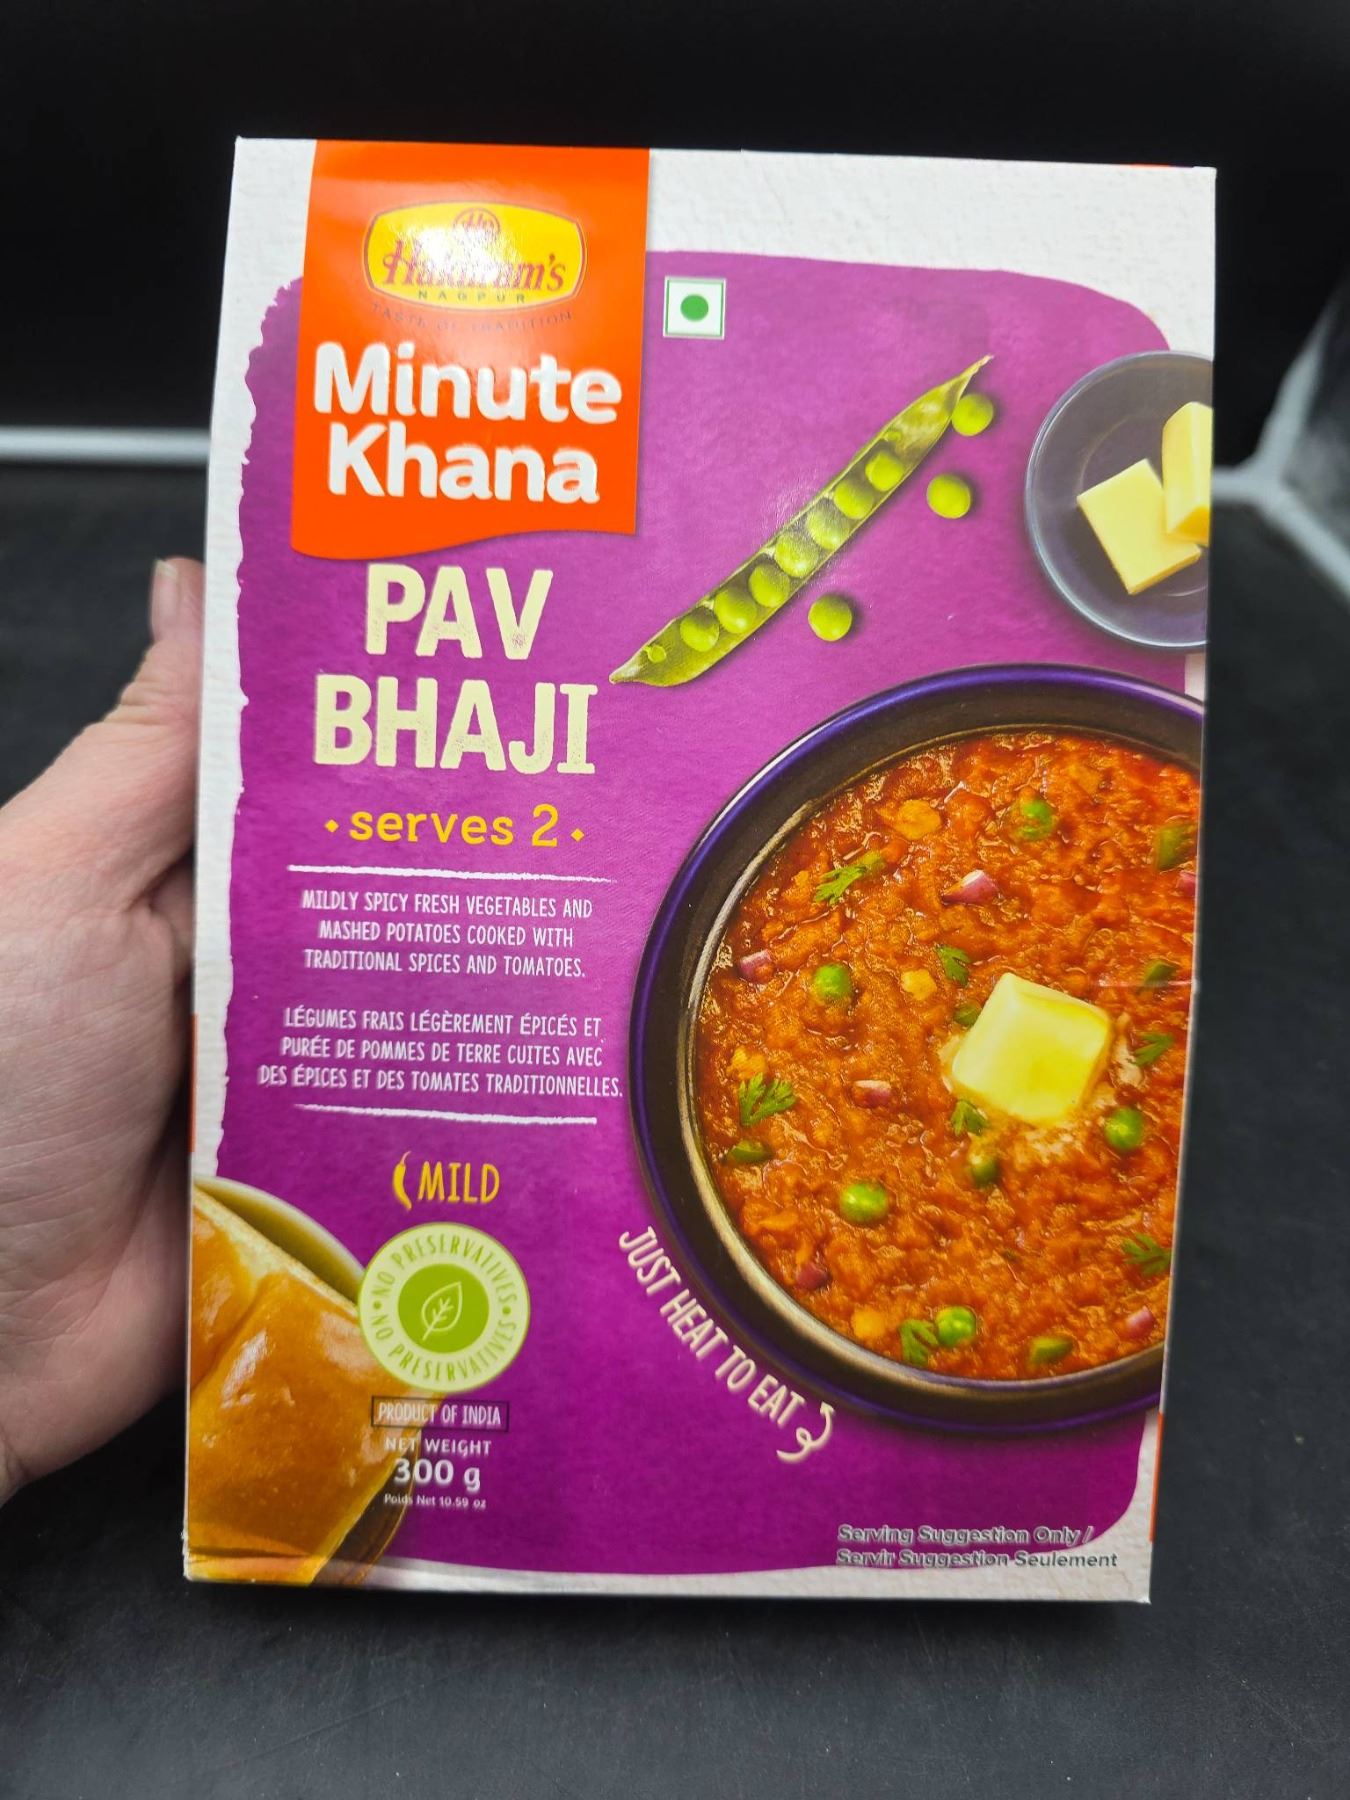 Haldiram's
NAGPUR
TASTE OF TRADITION
Minute
Khana
PAV
BHAJI
serves 2
MILDLY SPICY FRESH VEGETABLES AND
MASHED POTATOES COOKED WITH
TRADITIONAL SPICES AND TOMATOES.
LÉGUMES FRAIS LÉGÈREMENT ÉPICÉS ET
PURÉE DE POMMES DE TERRE CUITES AVEC
DES ÉPICES ET DES TOMATES TRADITIONNELLES.
MILD
•NO PRESERVATIVES•
NO PRESERVATIVES
JUST HEAT TO EAT
PRODUCT OF INDIA
NET WEIGHT
300 g
Poids Net 10.59 oz
Serving Suggestion Only /
Servir Suggestion Seulement